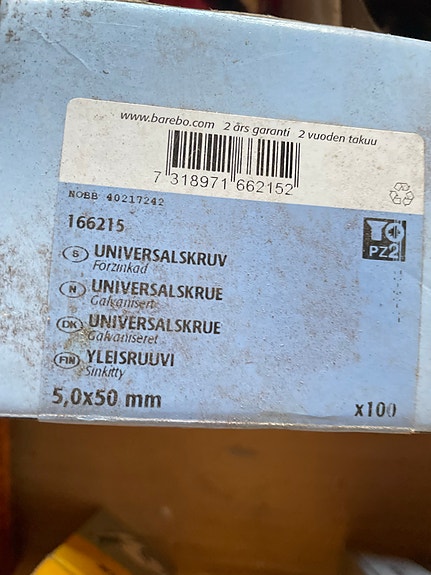 www.barebo.com 2 års garanti 2 vuoden takuu
7 318971 662152
NOBB 40217242
166215
PZ2
S UNIVERSALSKRUV
Forzinkad
N UNIVERSALSKRUE
Galvanisert
DK UNIVERSALSKRUE
Galvaniseret
FIN YLEISRUUVI
Sinkitty
5,0x50 mm
x100